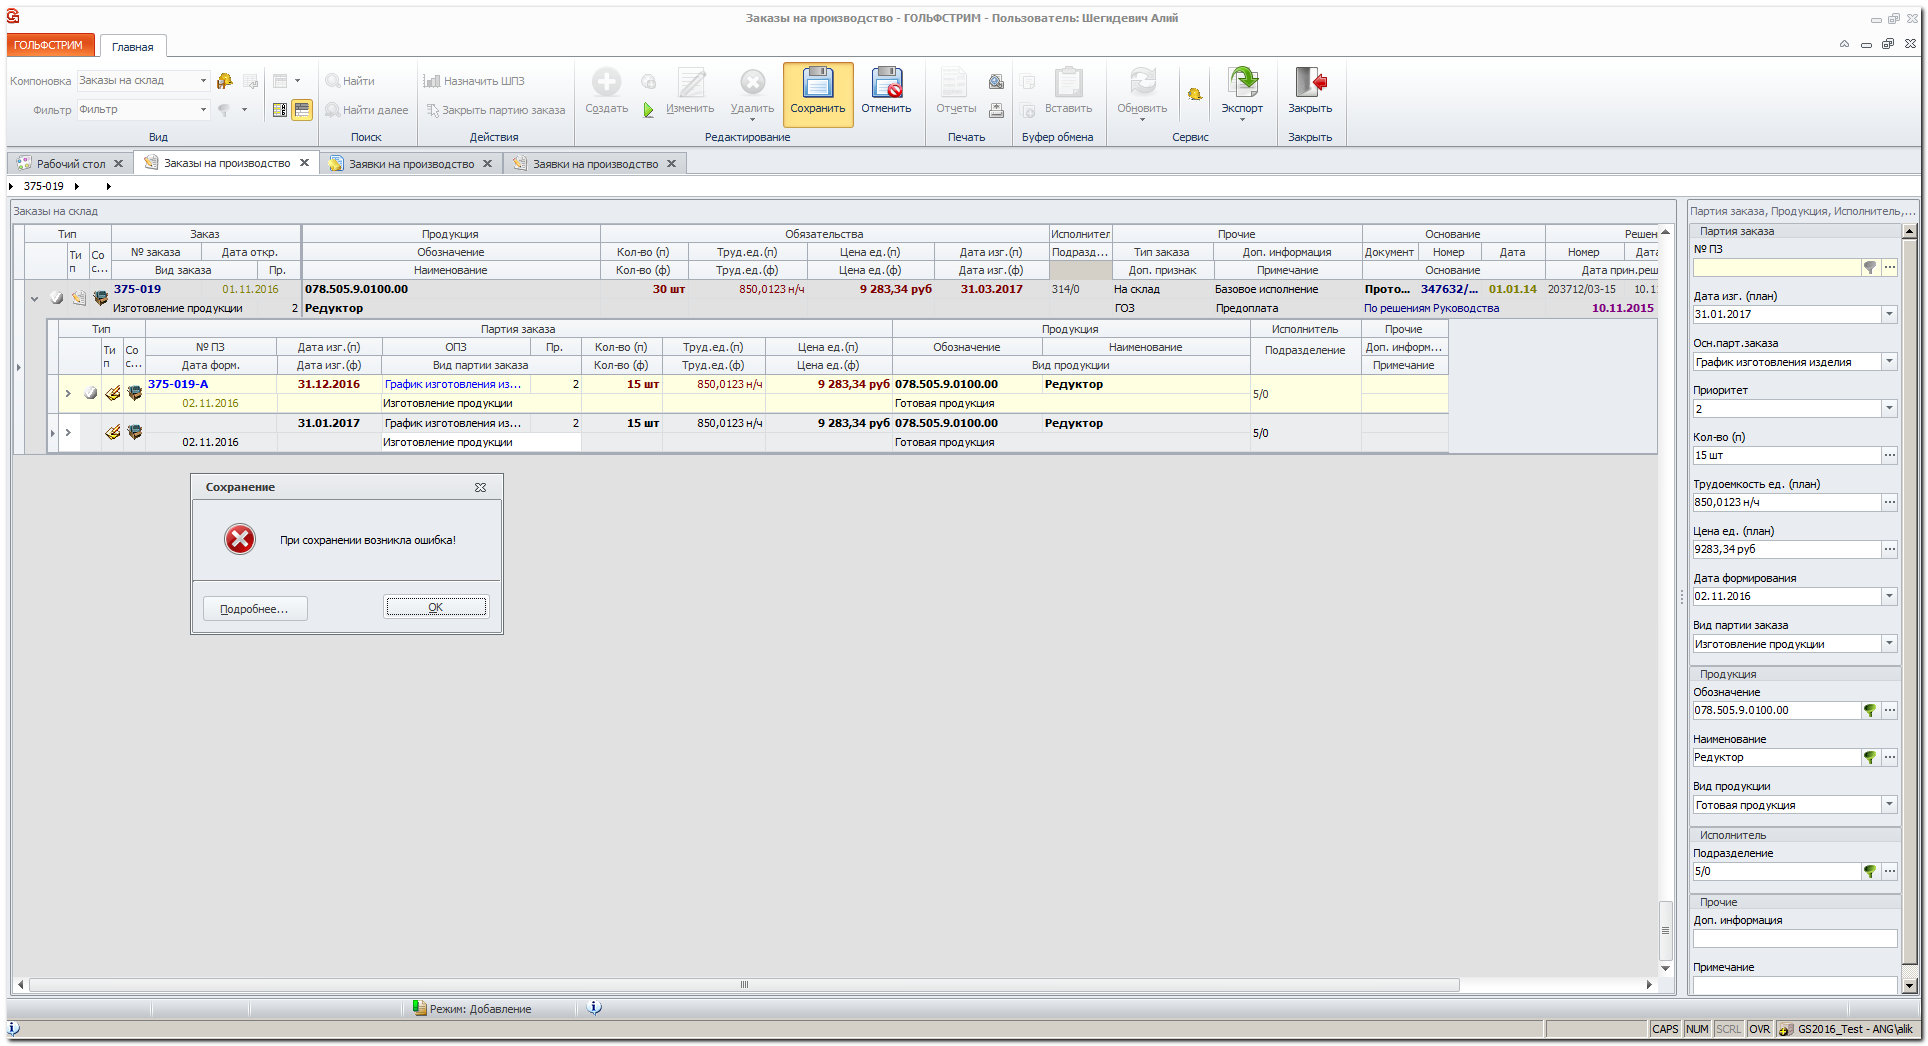 Заказы на производство - ГОЛЬФСТРИМ - Пользователь: Шегидевич Алий
ГОЛЬФСТРИМ Главная
Компоновка Заказы на склад
Фильтр Фильтр
Вид
Найти
Найти далее
Поиск
Назначить ШПЗ
Закрыть партию заказа
Действия
Создать Изменить Удалить Сохранить Отменить
Редактирование
Отчеты
Печать
Вставить
Буфер обмена
Обновить Экспорт
Сервис
Закрыть
Закрыть
Рабочий стол Заказы на производство Заявки на производство Заявки на производство
375-019
Заказы на склад
Тип Заказ Продукция Обязательства Исполнител Прочие Основание Решен
Ти п Со с... № заказа Дата откр. Обозначение Кол-во (п) Труд.ед.(п) Цена ед.(п) Дата изг.(п) Подразд... Тип заказа Доп. информация Документ Номер Дата Номер Дата
Вид заказа Пр. Наименование Кол-во (ф) Труд.ед.(ф) Цена ед.(ф) Дата изг.(ф) Доп. признак Примечание Основание Дата прин.реш
375-019 01.11.2016 078.505.9.0100.00 30 шт 850,0123 н/ч 9 283,34 руб 31.03.2017 314/0 На склад Базовое исполнение Прото... 347632/... 01.01.14 203712/03-15 10.1
Изготовление продукции 2 Редуктор ГОЗ Предоплата По решениям Руководства 10.11.2015
Тип Партия заказа Продукция Исполнитель Прочие
Ти п Со с... № ПЗ Дата изг.(п) ОПЗ Пр. Кол-во (п) Труд.ед.(п) Цена ед.(п) Обозначение Наименование Подразделение Доп. информ...
Дата форм. Дата изг.(ф) Вид партии заказа Кол-во (ф) Труд.ед.(ф) Цена ед.(ф) Вид продукции Примечание
375-019-А 31.12.2016 График изготовления из... 2 15 шт 850,0123 н/ч 9 283,34 руб 078.505.9.0100.00 Редуктор 5/0
02.11.2016 Изготовление продукции Готовая продукция
31.01.2017 График изготовления из... 2 15 шт 850,0123 н/ч 9 283,34 руб 078.505.9.0100.00 Редуктор 5/0
02.11.2016 Изготовление продукции Готовая продукция
Сохранение
При сохранении возникла ошибка!
Подробнее... OK
Партия заказа, Продукция, Исполнитель,...
Партия заказа
№ ПЗ
Дата изг. (план)
31.01.2017
Осн.парт.заказа
График изготовления изделия
Приоритет
2
Кол-во (п)
15 шт
Трудоемкость ед. (план)
850,0123 н/ч
Цена ед. (план)
9283,34 руб
Дата формирования
02.11.2016
Вид партии заказа
Изготовление продукции
Продукция
Обозначение
078.505.9.0100.00
Наименование
Редуктор
Вид продукции
Готовая продукция
Исполнитель
Подразделение
5/0
Прочие
Доп. информация
Примечание
Режим: Добавление
CAPS NUM SCRL OVR GS2016_Test - ANG\alik